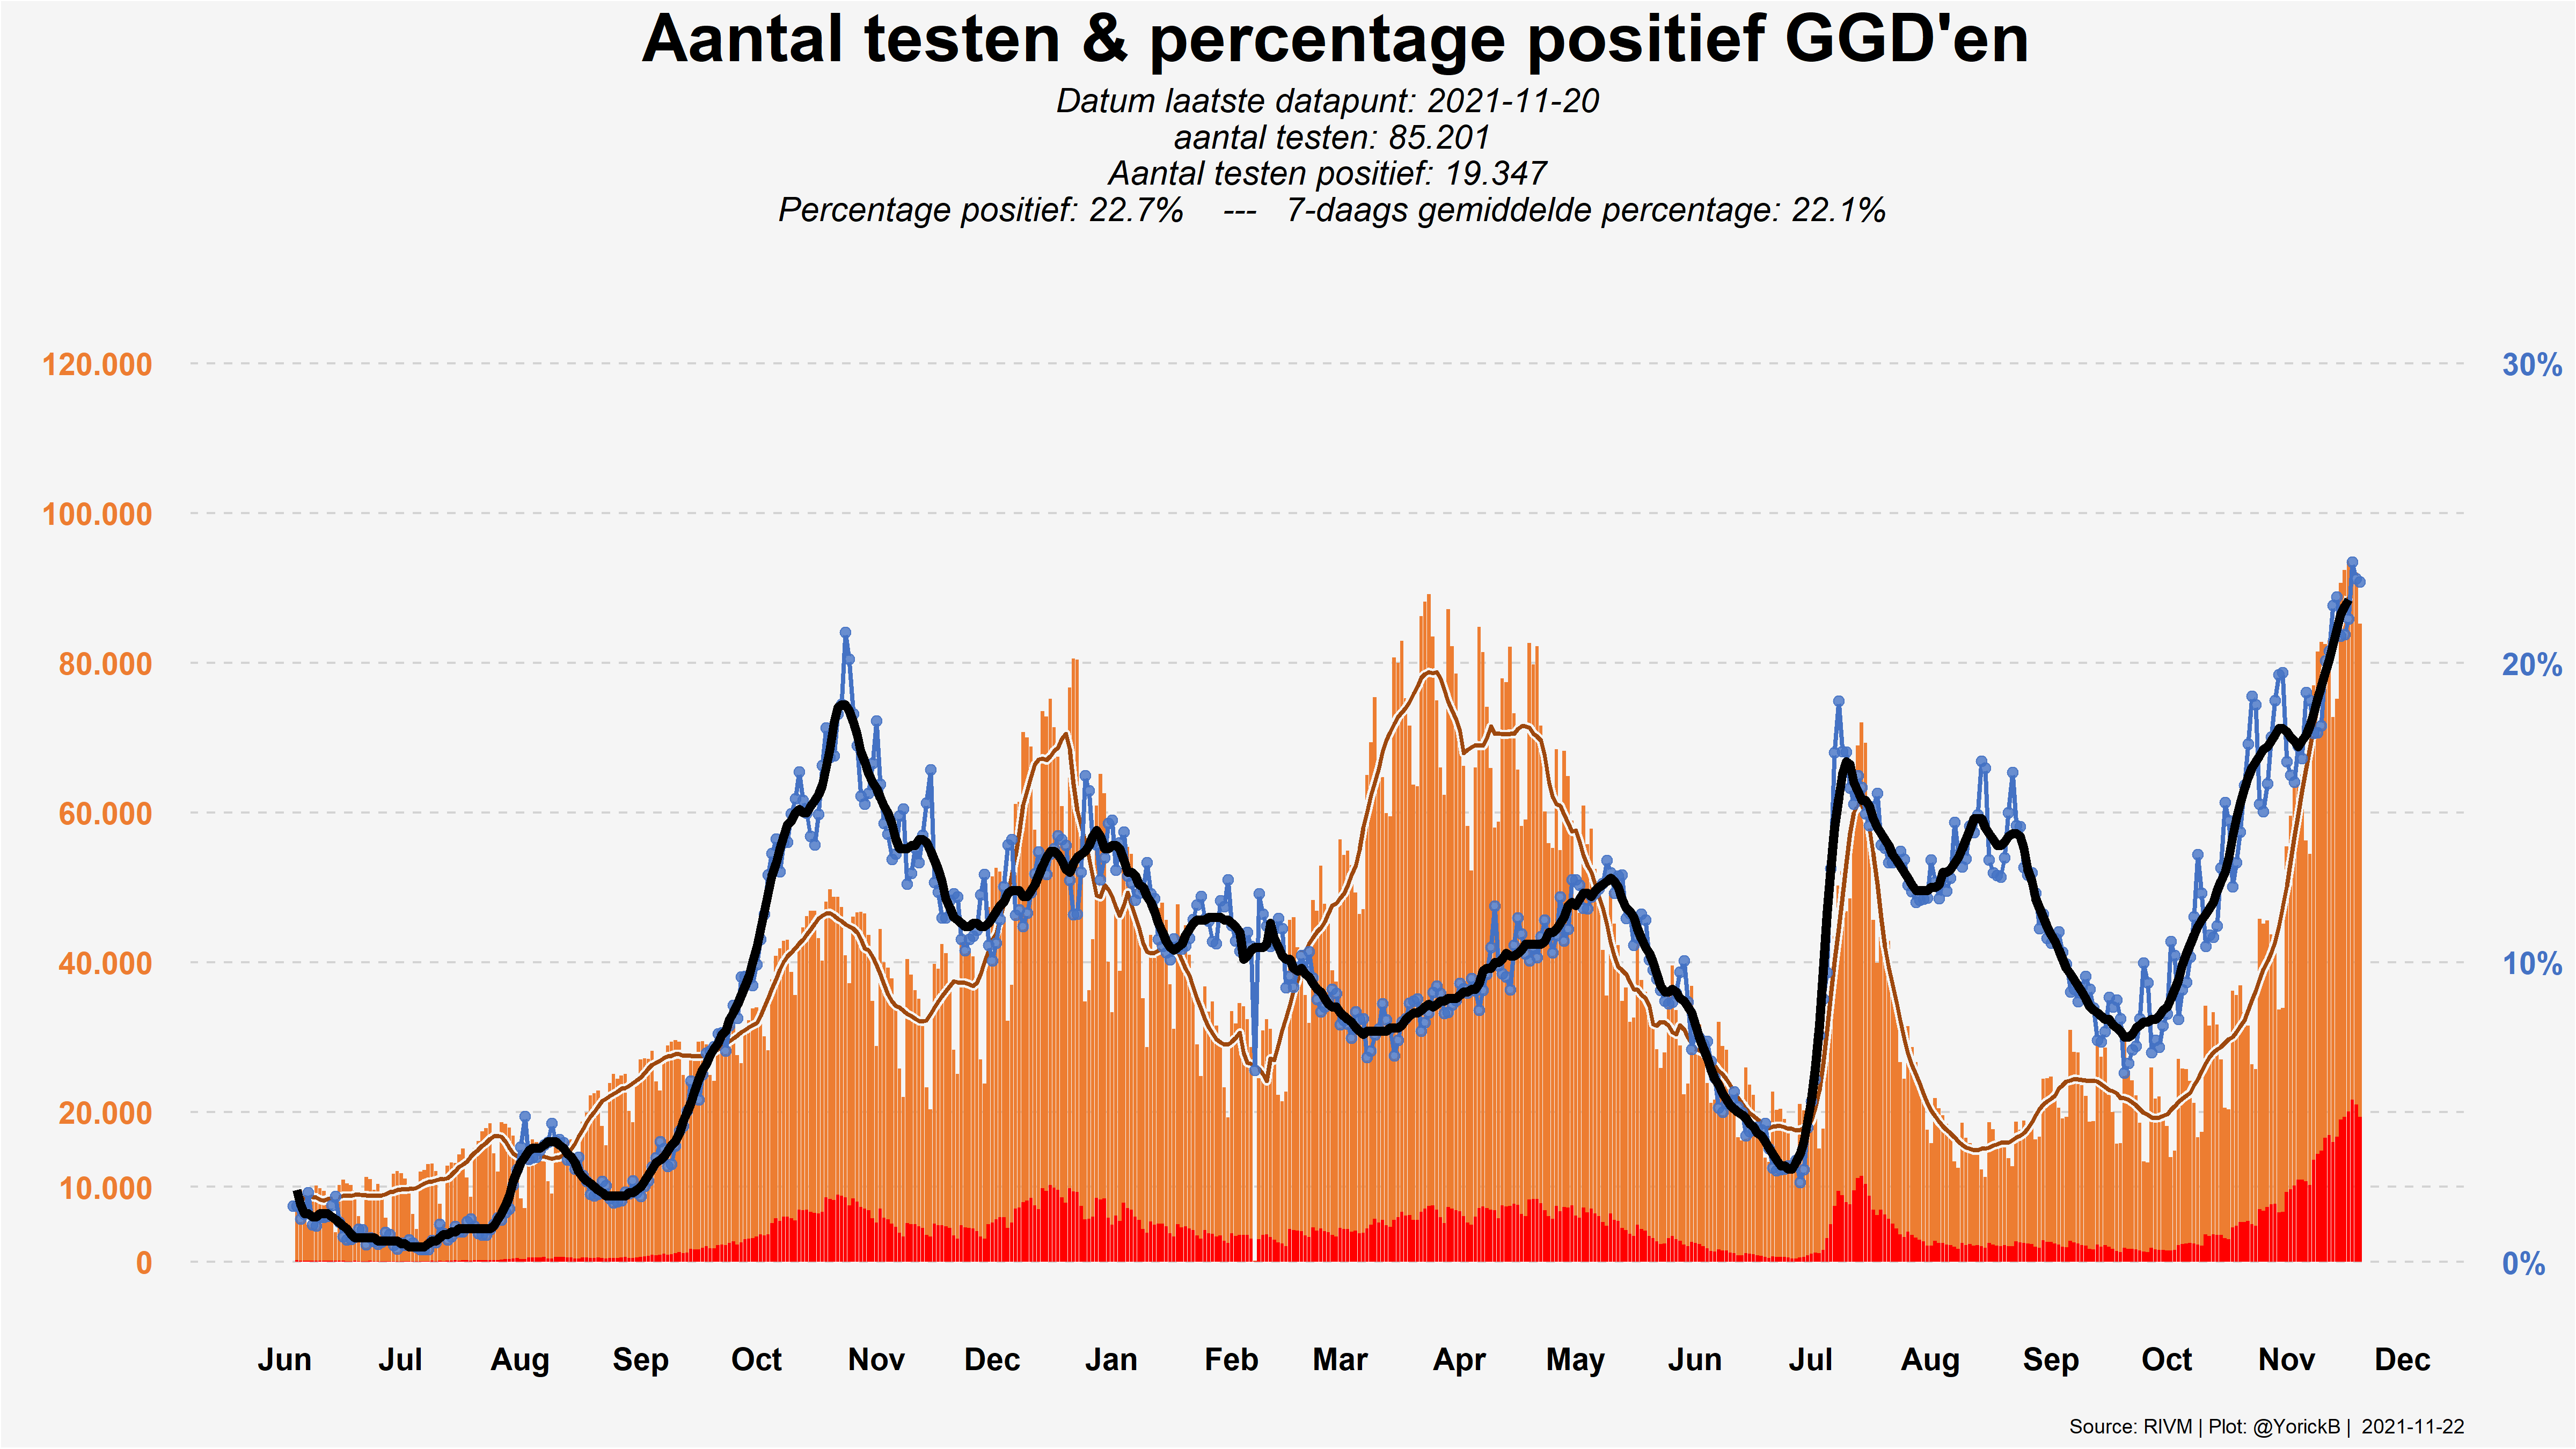 Aantal testen & percentage positief GGD'en
Datum laatste datapunt: 2021-11-20
aantal testen: 85.201
Aantal testen positief: 19.347
Percentage positief: 22.7% --- 7-daags gemiddelde percentage: 22.1%
120.000 30%
100.000
80.000 20%
60.000
40.000 10%
20.000
10.000
0 0%
Jun Jul Aug Sep Oct Nov Dec Jan Feb Mar Apr May Jun Jul Aug Sep Oct Nov Dec
Source: RIVM | Plot: @YorickB | 2021-11-22